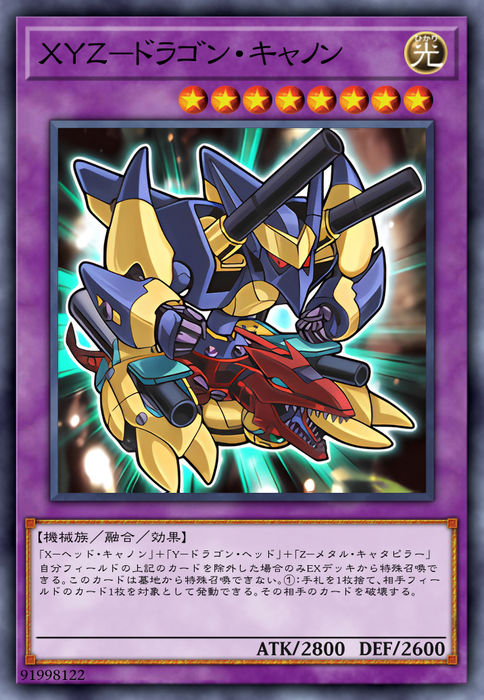 XYZ－ドラゴン・キャノン
ひかり
光
【機械族／融合／効果】
「X－ヘッド・キャノン」＋「Y－ドラゴン・ヘッド」＋「Z－メタル・キャタピラー」
自分フィールドの上記のカードを除外した場合のみEXデッキから特殊召喚で
きる。このカードは墓地から特殊召喚できない。①：手札を1枚捨て、相手フィー
ルドのカード1枚を対象として発動できる。その相手のカードを破壊する。
ATK/2800 DEF/2600
91998122